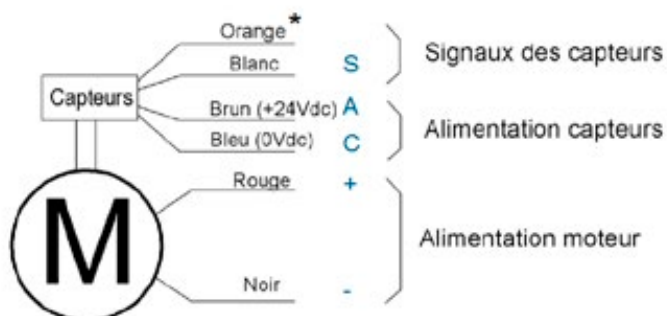 Orange *
Blanc S
Signaux des capteurs
Capteurs
Brun (+24Vdc) A
Bleu (0Vdc) C
Alimentation capteurs
Rouge +
M
Alimentation moteur
Noir -